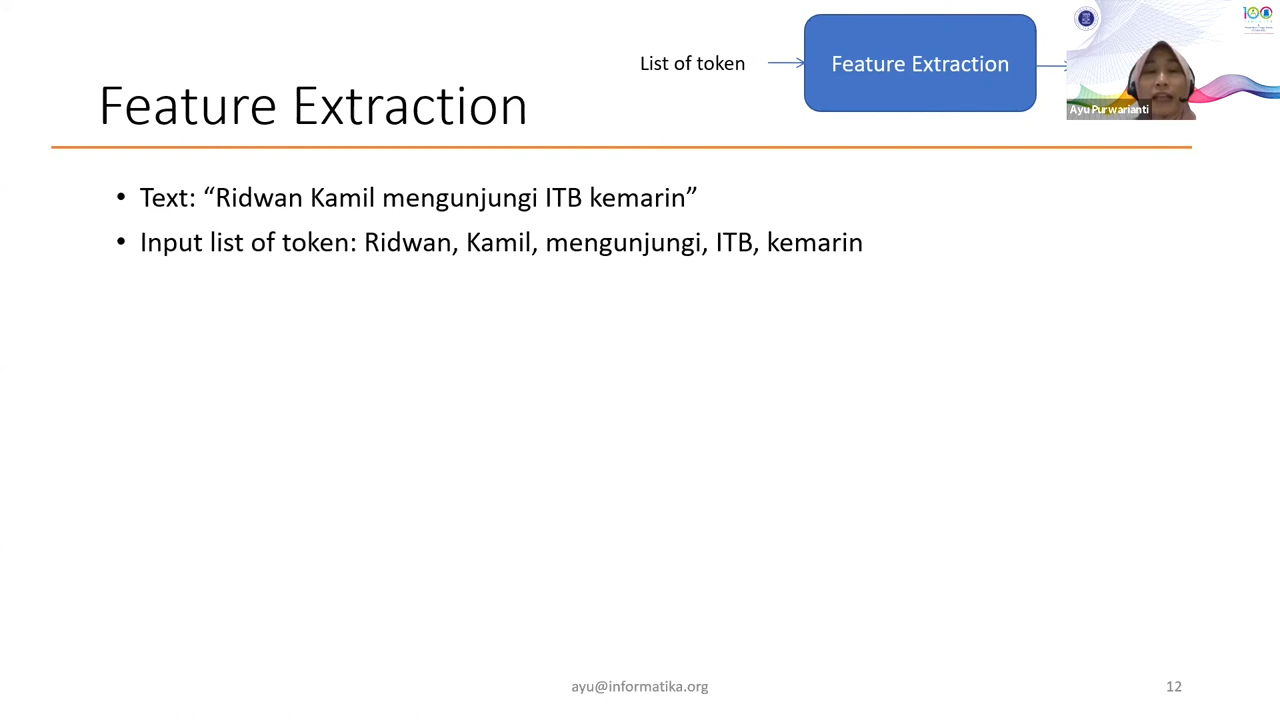 List of token
Feature Extraction
Feature Extraction
100
Ayu Purwarianti
• Text: “Ridwan Kamil mengunjungi ITB kemarin”
• Input list of token: Ridwan, Kamil, mengunjungi, ITB, kemarin
ayu@informatika.org
12